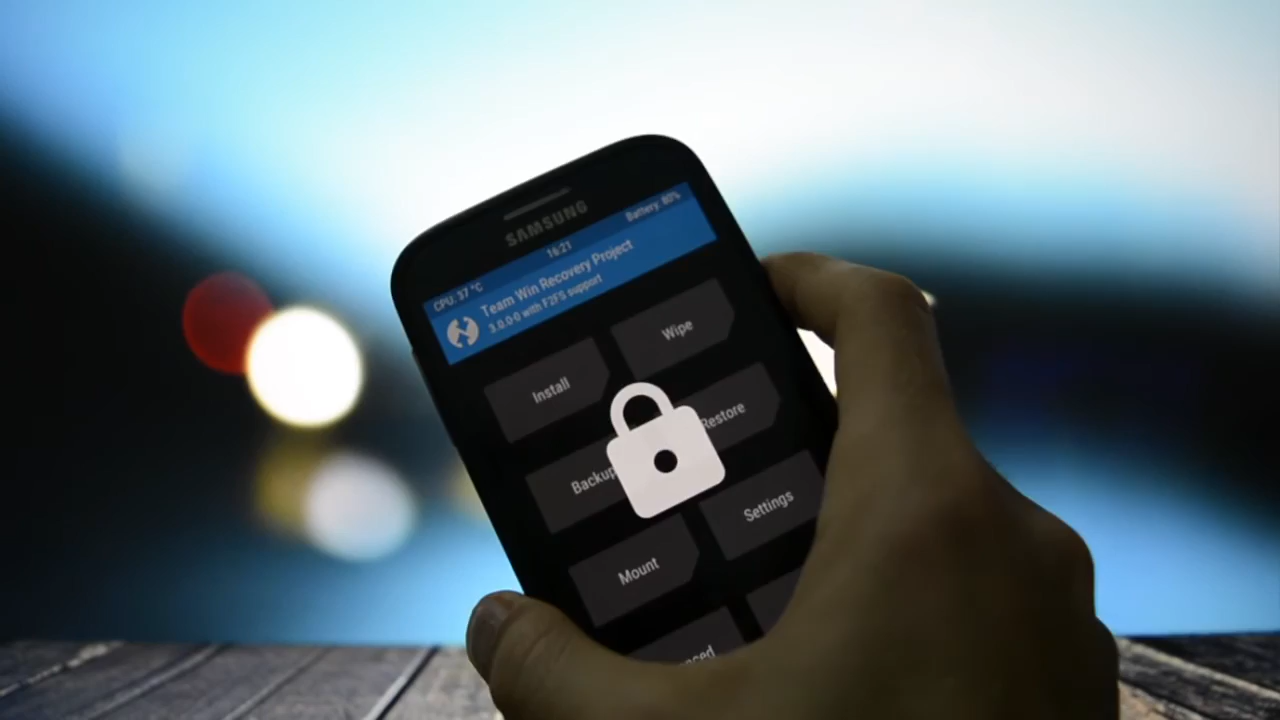 SAMSUNG
16:21
CPU: 37 °C
Battery: 80%
Team Win Recovery Project
3.0.0-0 with F2FS support
Install
Wipe
Backup
Restore
Mount
Settings